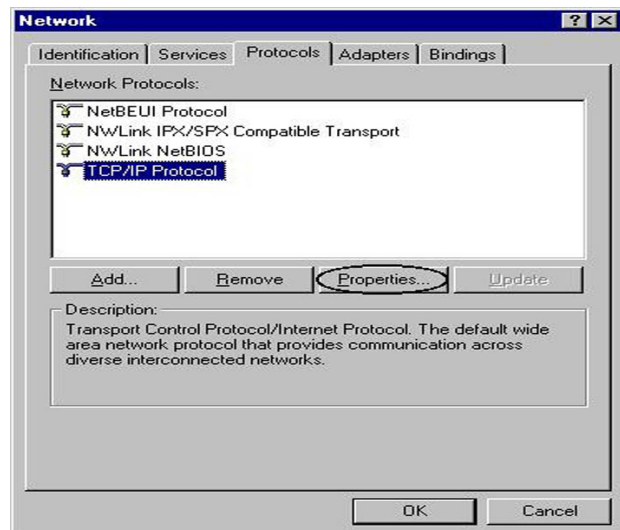 Network
Identification Services Protocols Adapters Bindings
Network Protocols:
NetBEUI Protocol
NWLink IPX/SPX Compatible Transport
NWLink NetBIOS
TCP/IP Protocol
Add... Remove Properties... Update
Description:
Transport Control Protocol/Internet Protocol. The default wide
area network protocol that provides communication across
diverse interconnected networks.
OK Cancel